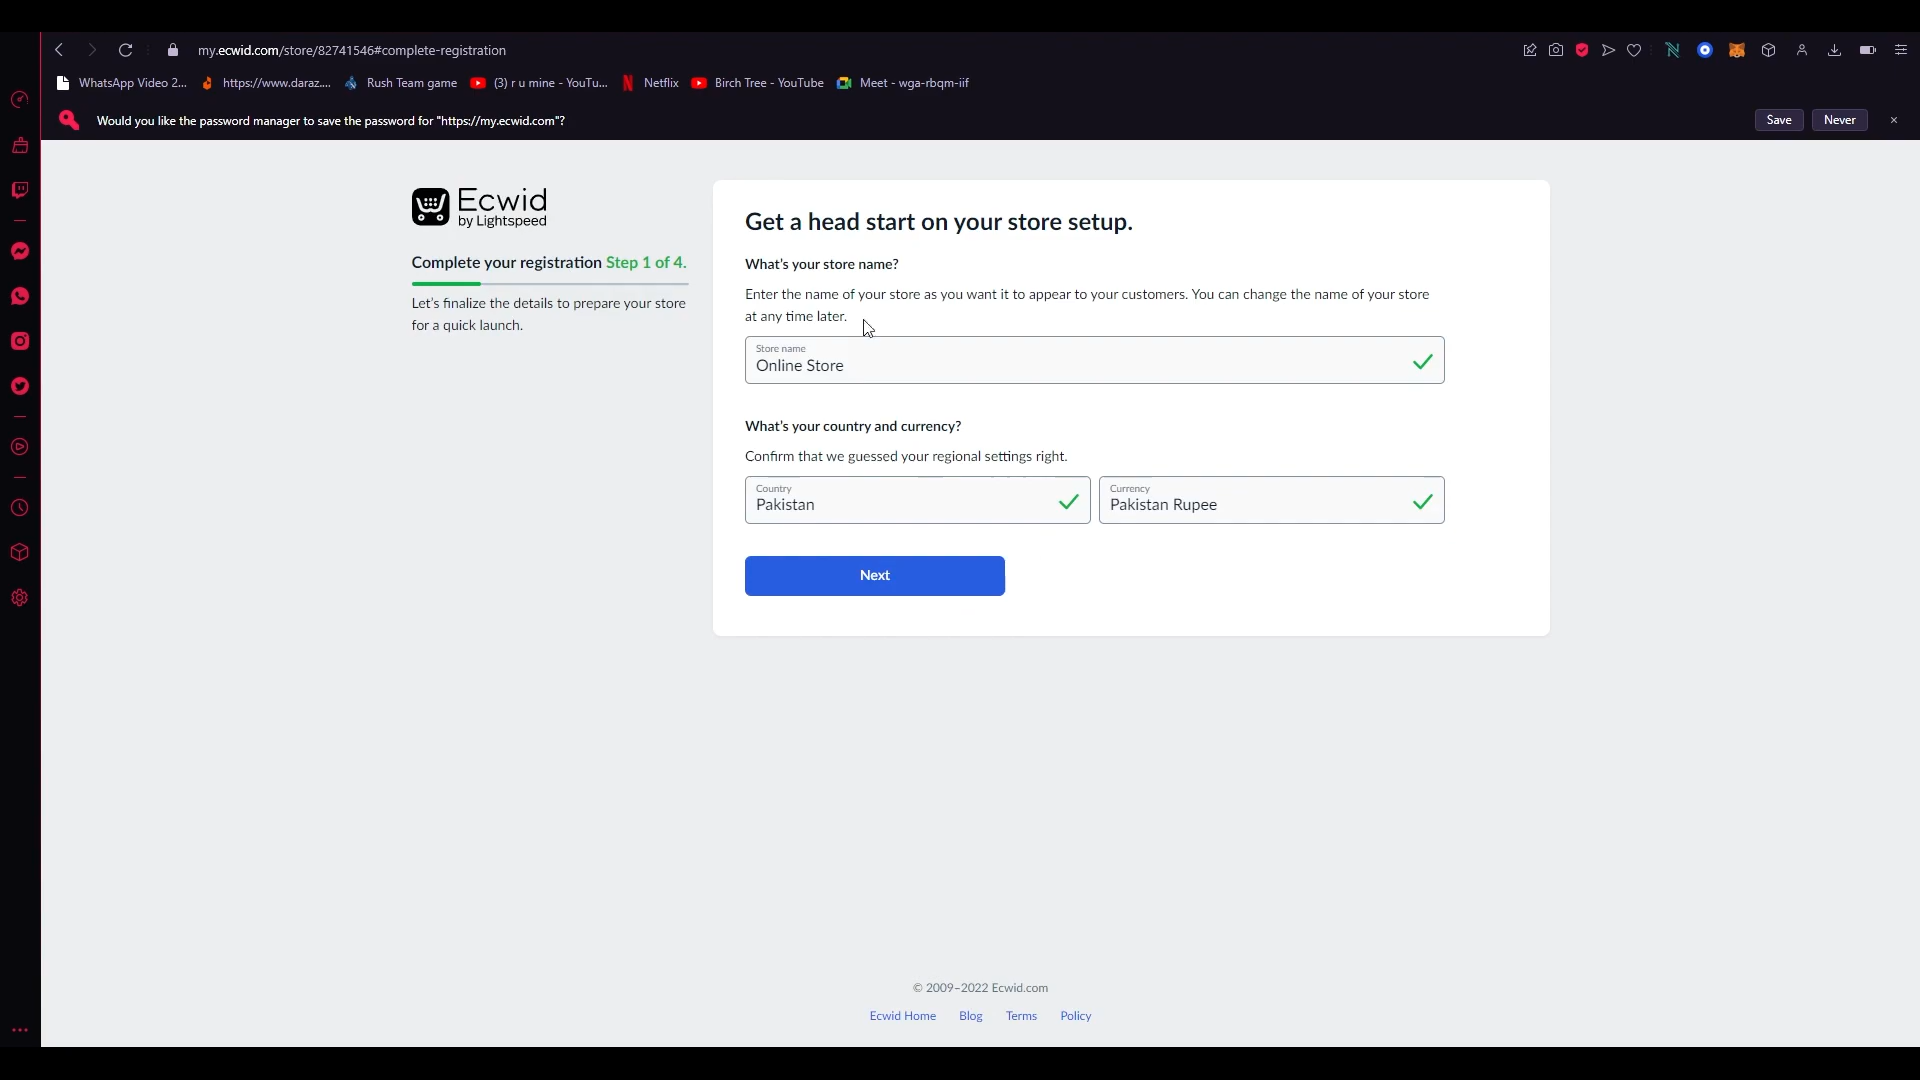 my.ecwid.com/store/82741546#complete-registration
WhatsApp Video 2... https://www.daraz.... Rush Team game (3) r u mine - YouTu... Netflix Birch Tree - YouTube Meet - wga-rbqm-iif
Would you like the password manager to save the password for "https://my.ecwid.com"? Save Never
Ecwid
by Lightspeed
Complete your registration Step 1 of 4.
Let's finalize the details to prepare your store
for a quick launch.
Get a head start on your store setup.
What's your store name?
Enter the name of your store as you want it to appear to your customers. You can change the name of your store
at any time later.
Store name
Online Store
What's your country and currency?
Confirm that we guessed your regional settings right.
Country
Pakistan
Currency
Pakistan Rupee
Next
© 2009–2022 Ecwid.com
Ecwid Home Blog Terms Policy